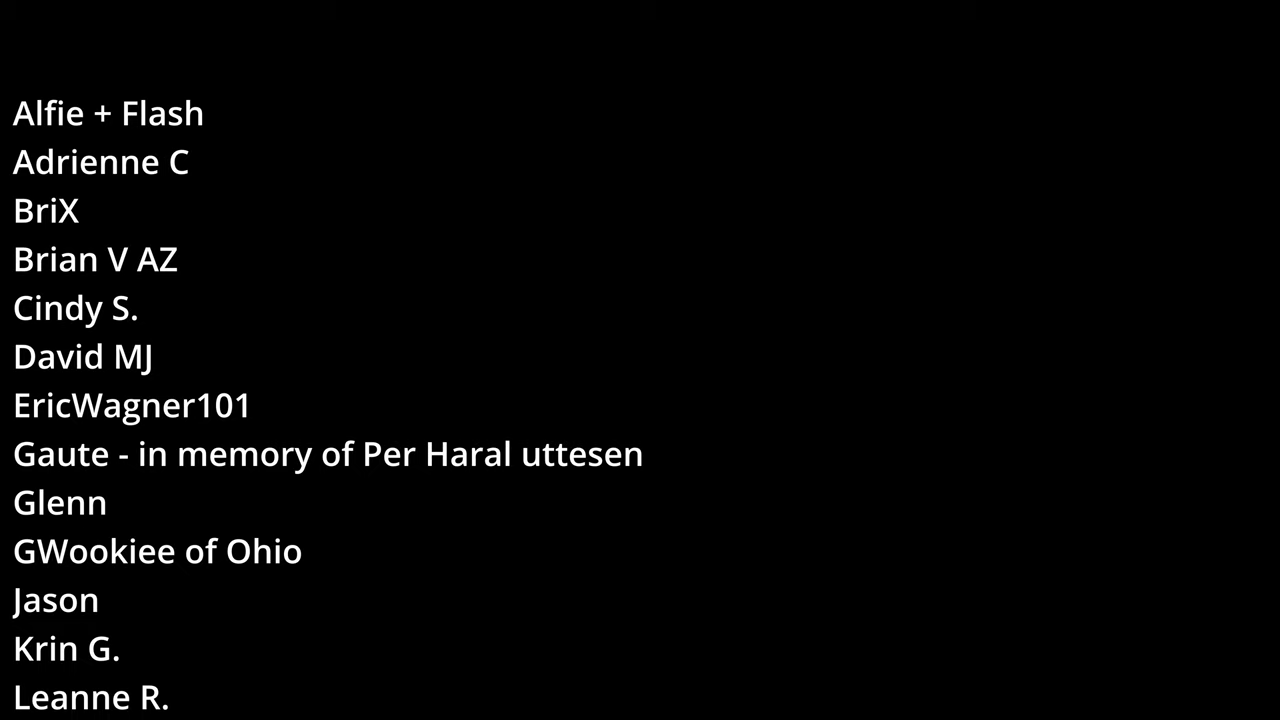 Alfie + Flash
Adrienne C
BriX
Brian V AZ
Cindy S.
David MJ
EricWagner101
Gaute - in memory of Per Haral uttesen
Glenn
GWookiee of Ohio
Jason
Krin G.
Leanne R.